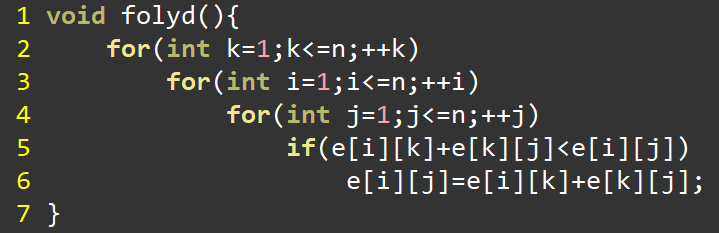 1 void folyd(){
2     for(int k=1;k<=n;++k)
3         for(int i=1;i<=n;++i)
4             for(int j=1;j<=n;++j)
5                 if(e[i][k]+e[k][j]<e[i][j])
6                     e[i][j]=e[i][k]+e[k][j];
7 }